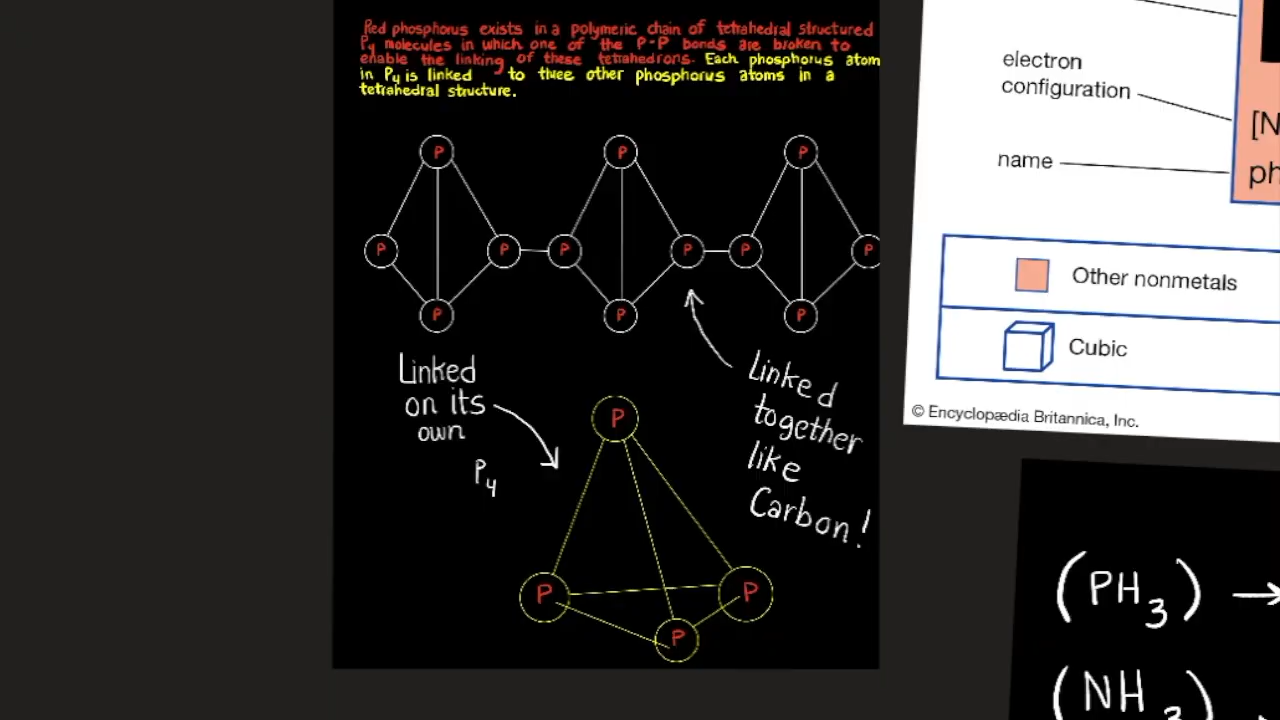 Red phosphorus exists in a polymeric chain of tetrahedral structured
P4 molecules in which one of the P-P bonds are broken to
enable the linking of these tetrahedrons. Each phosphorus atom
in P4 is linked to three other phosphorus atoms in a
tetrahedral structure.
P P P
P P P P P P
P P P
Linked
on its
own
P4
Linked
together
like
Carbon!
P
P P
P
electron
configuration
[N
name
ph
Other nonmetals
Cubic
© Encyclopædia Britannica, Inc.
(PH3) →
(NH3)